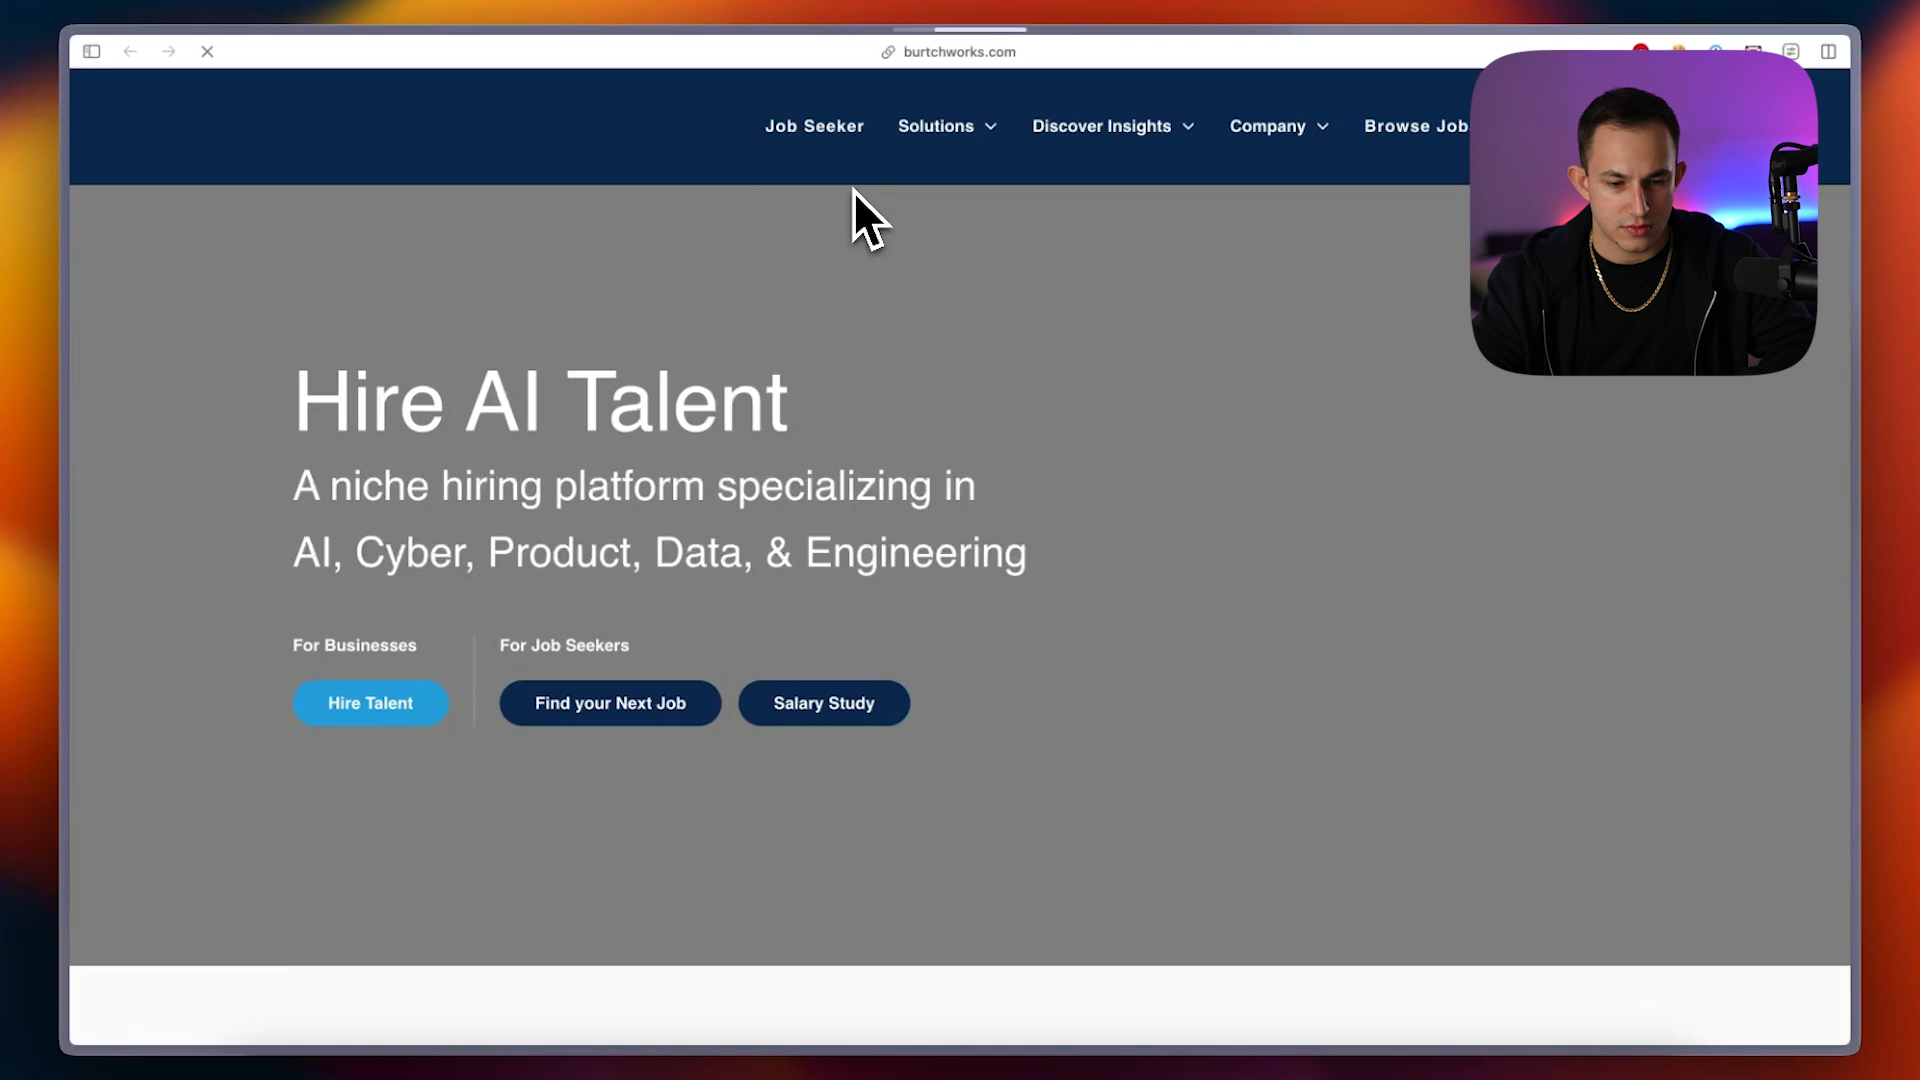 burtchworks.com
Job Seeker Solutions Discover Insights Company Browse Job
Hire AI Talent
A niche hiring platform specializing in
AI, Cyber, Product, Data, & Engineering
For Businesses
For Job Seekers
Hire Talent
Find your Next Job
Salary Study